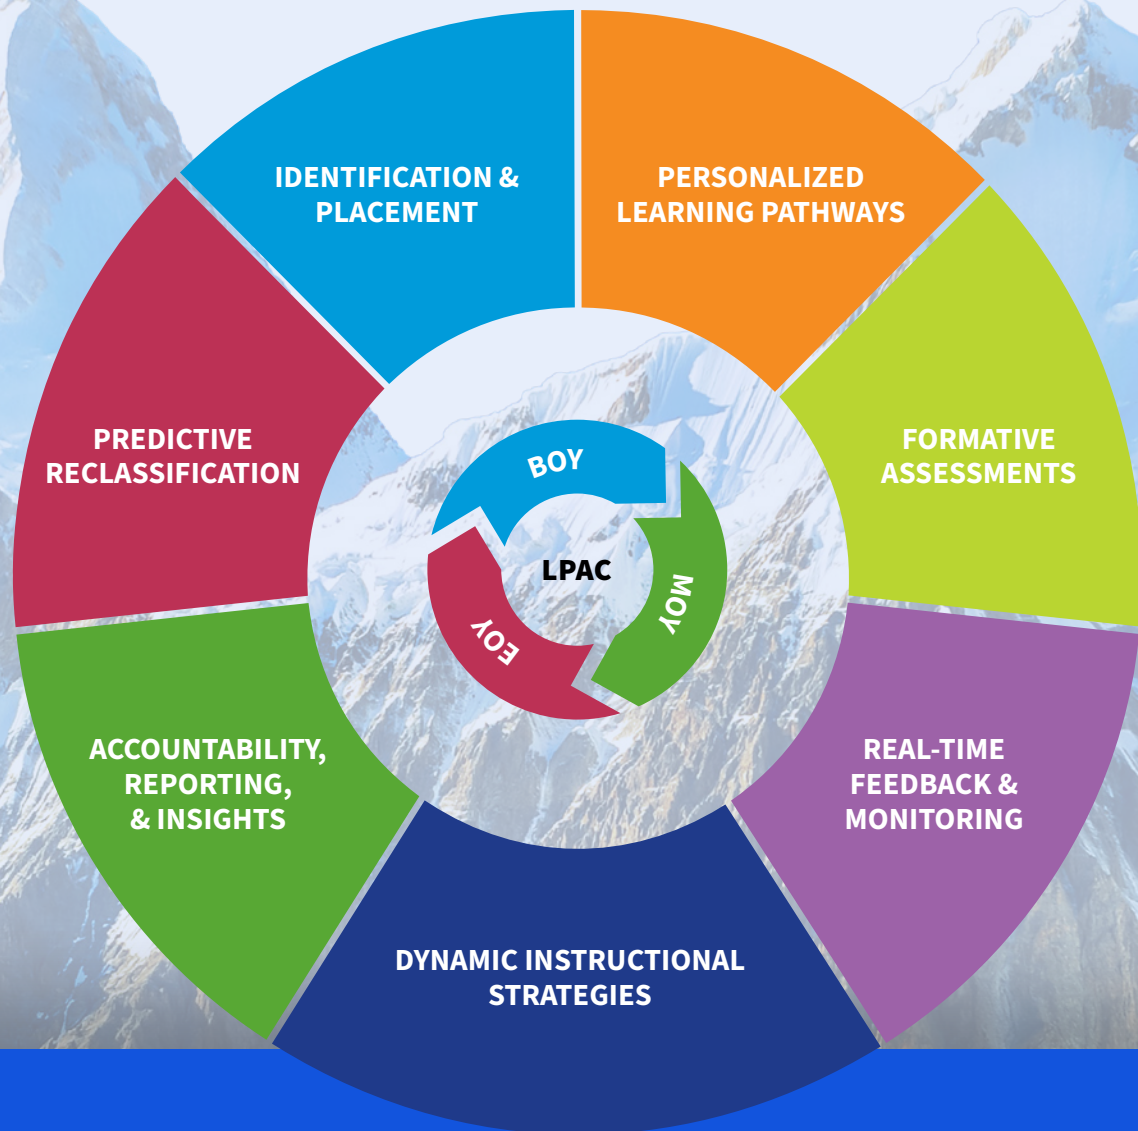 IDENTIFICATION &
PLACEMENT
PERSONALIZED
LEARNING PATHWAYS
FORMATIVE
ASSESSMENTS
REAL-TIME
FEEDBACK &
MONITORING
DYNAMIC INSTRUCTIONAL
STRATEGIES
ACCOUNTABILITY,
REPORTING,
& INSIGHTS
PREDICTIVE
RECLASSIFICATION
BOY
MOY
EOY
LPAC